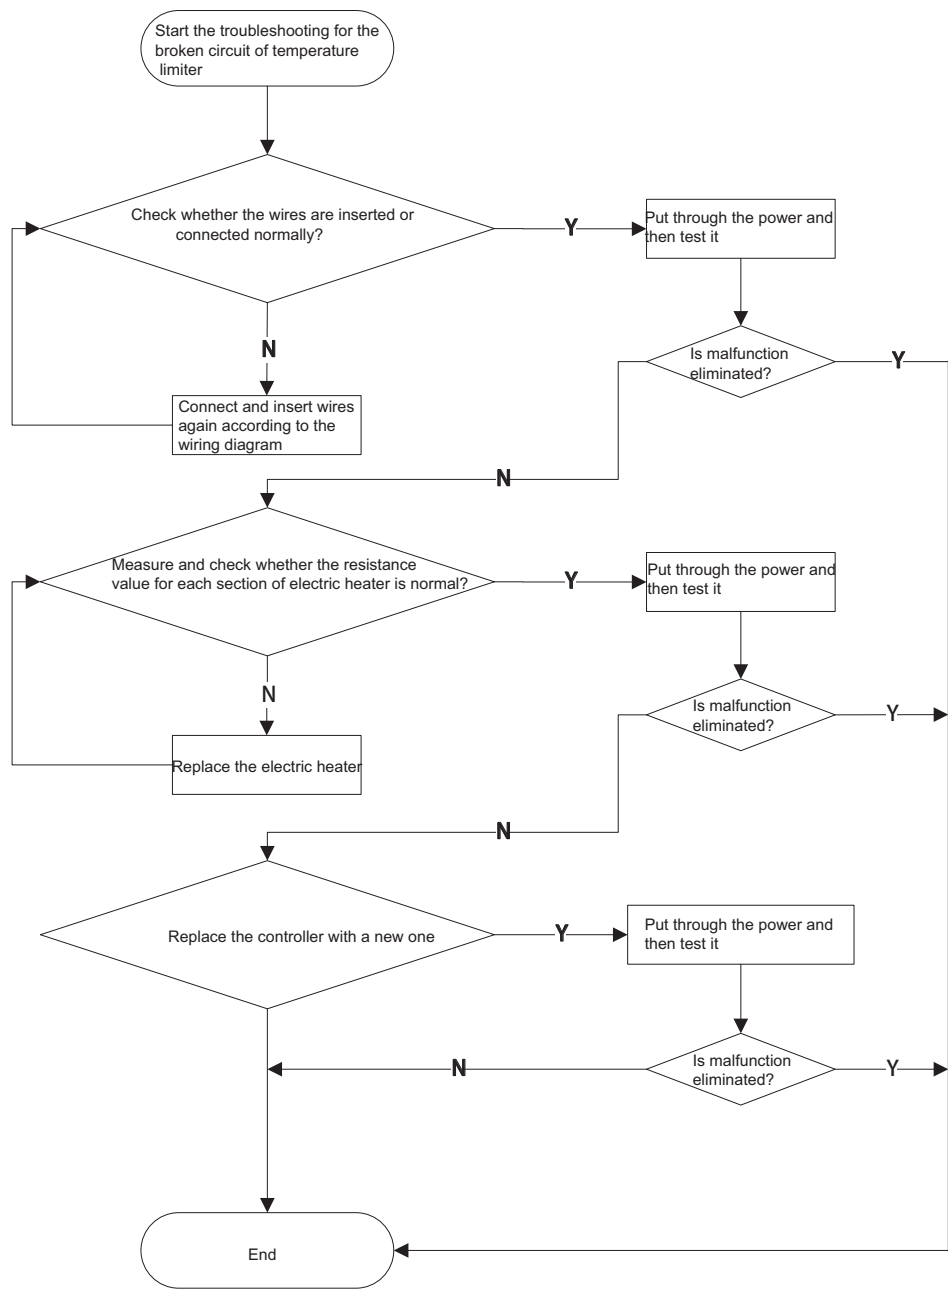 Start the troubleshooting for the
broken circuit of temperature
limiter
Check whether the wires are inserted or
connected normally?
Y
Put through the power and
then test it
N
Is malfunction
eliminated?
Y
Connect and insert wires
again according to the
wiring diagram
N
Measure and check whether the resistance
value for each section of electric heater is normal?
Y
Put through the power and
then test it
N
Is malfunction
eliminated?
Y
Replace the electric heater
N
Replace the controller with a new one
Y
Put through the power and
then test it
Is malfunction
eliminated?
N
Y
End